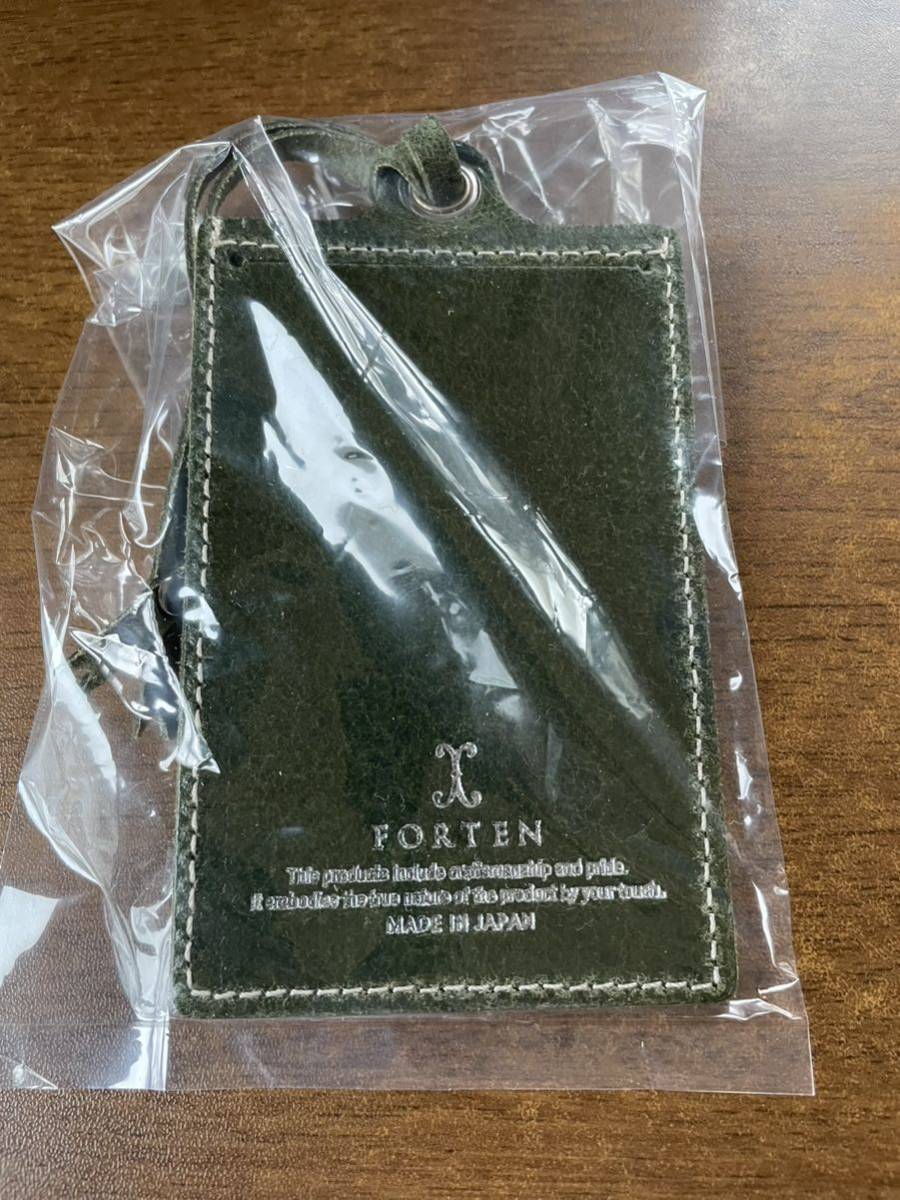 FORTEN
This products include craftsmanship and pride.
It embodies the true nature of the product by your touch.
MADE IN JAPAN